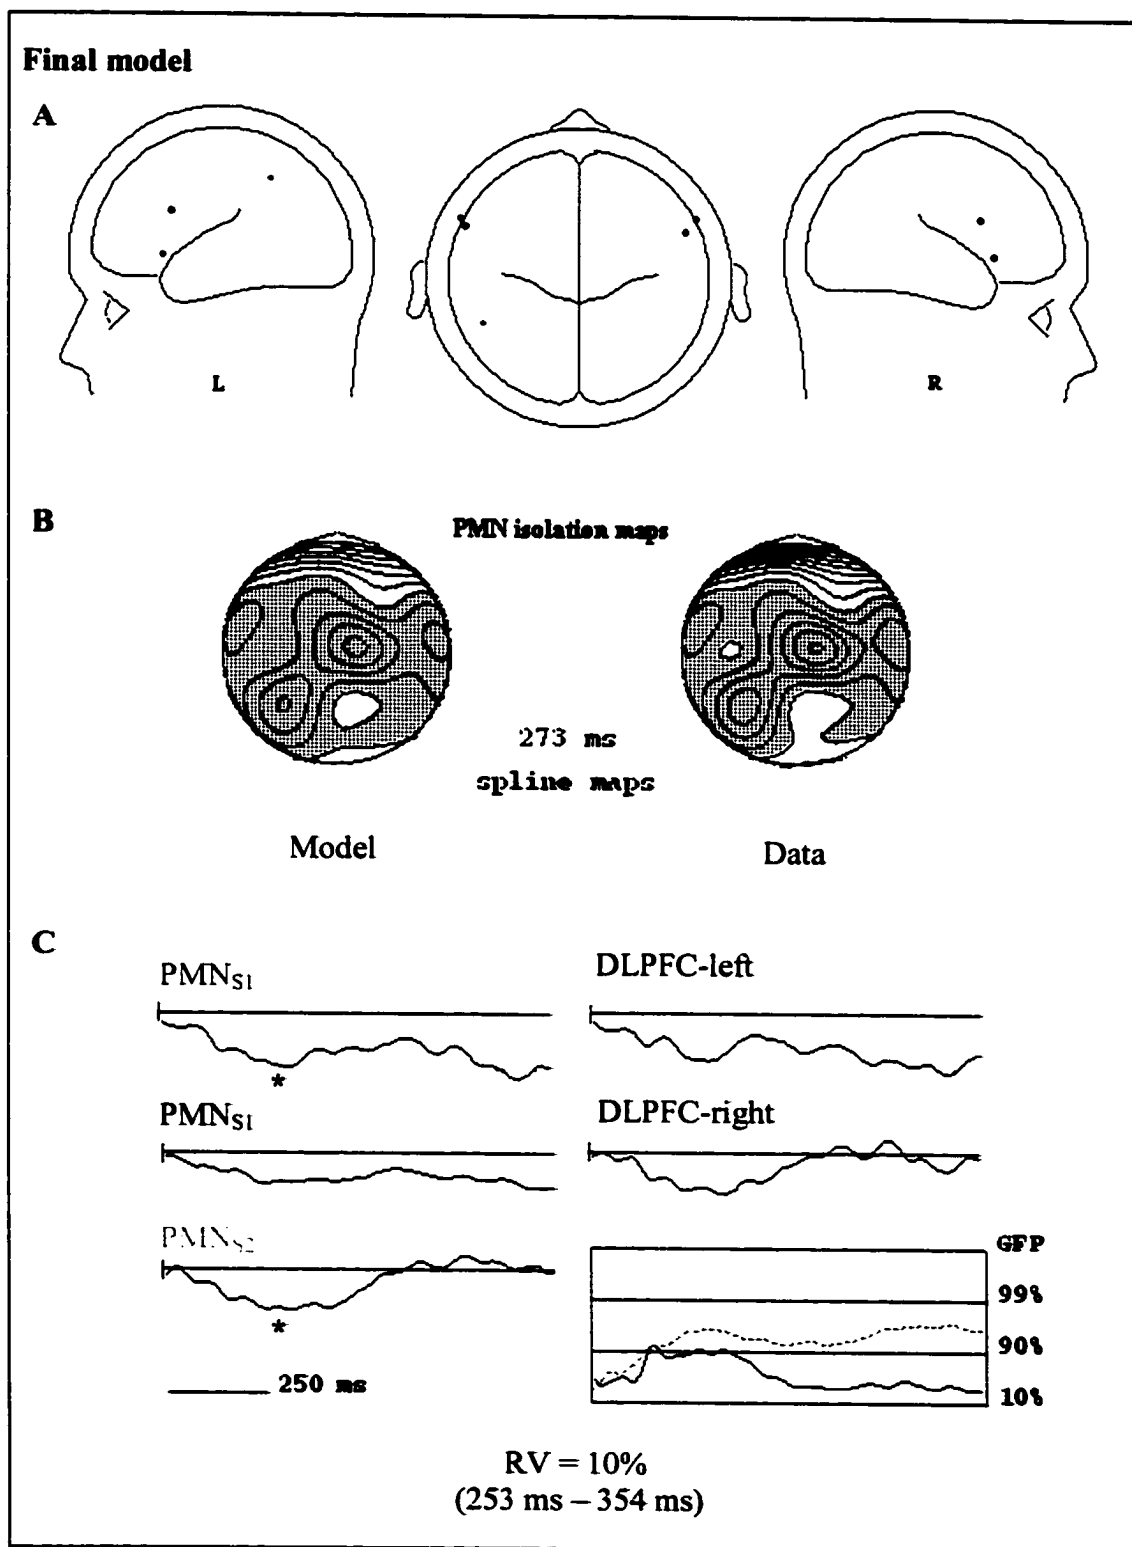 Final model
A
L
R
B
PMN isolation maps
273 ms
spline maps
Model
Data
C
PMNS1
DLPFC-left
*
PMNS1
DLPFC-right
PMNS2
GFP
99%
90%
10%
*
250 ms
RV = 10%
(253 ms – 354 ms)